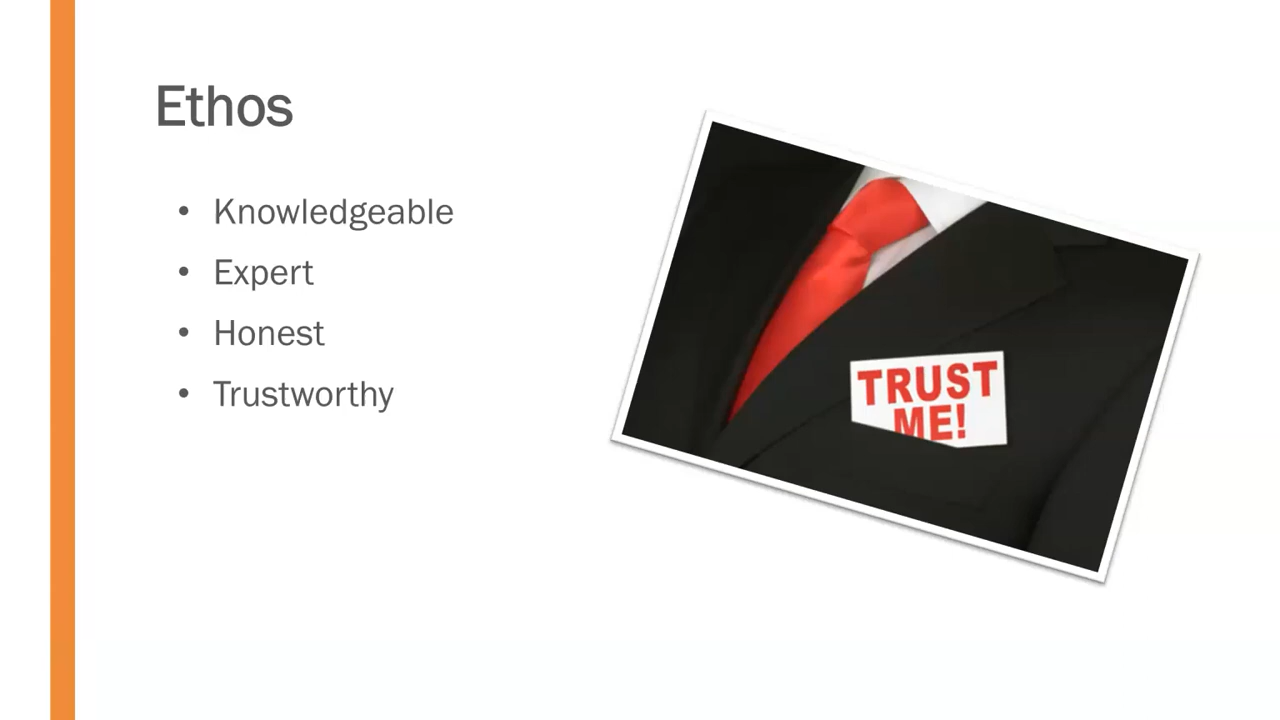 Ethos
• Knowledgeable
• Expert
• Honest
• Trustworthy
TRUST
ME!